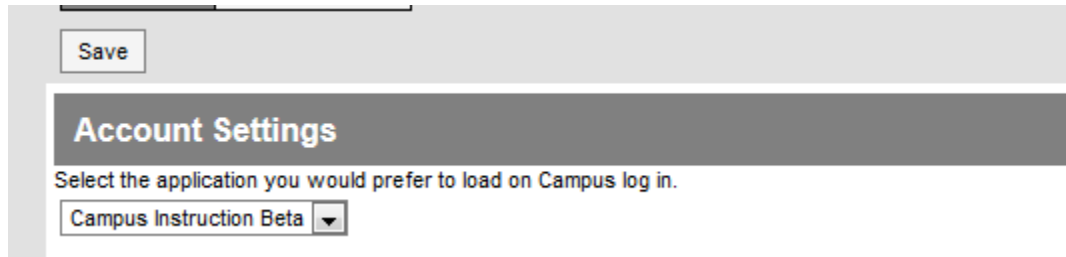 Save
Account Settings
Select the application you would prefer to load on Campus log in.
Campus Instruction Beta